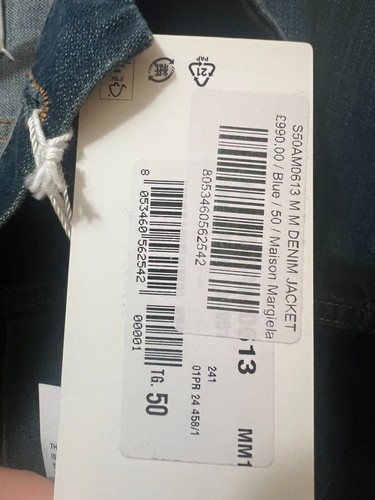 S50AM0613 M M DENIM JACKET
£990.00 / Blue / 50 / Maison Margiela
8053460562542
8 053460 562542
00001
TG. 50
241
01PR 24 458/1
613
MM1
21
PAP